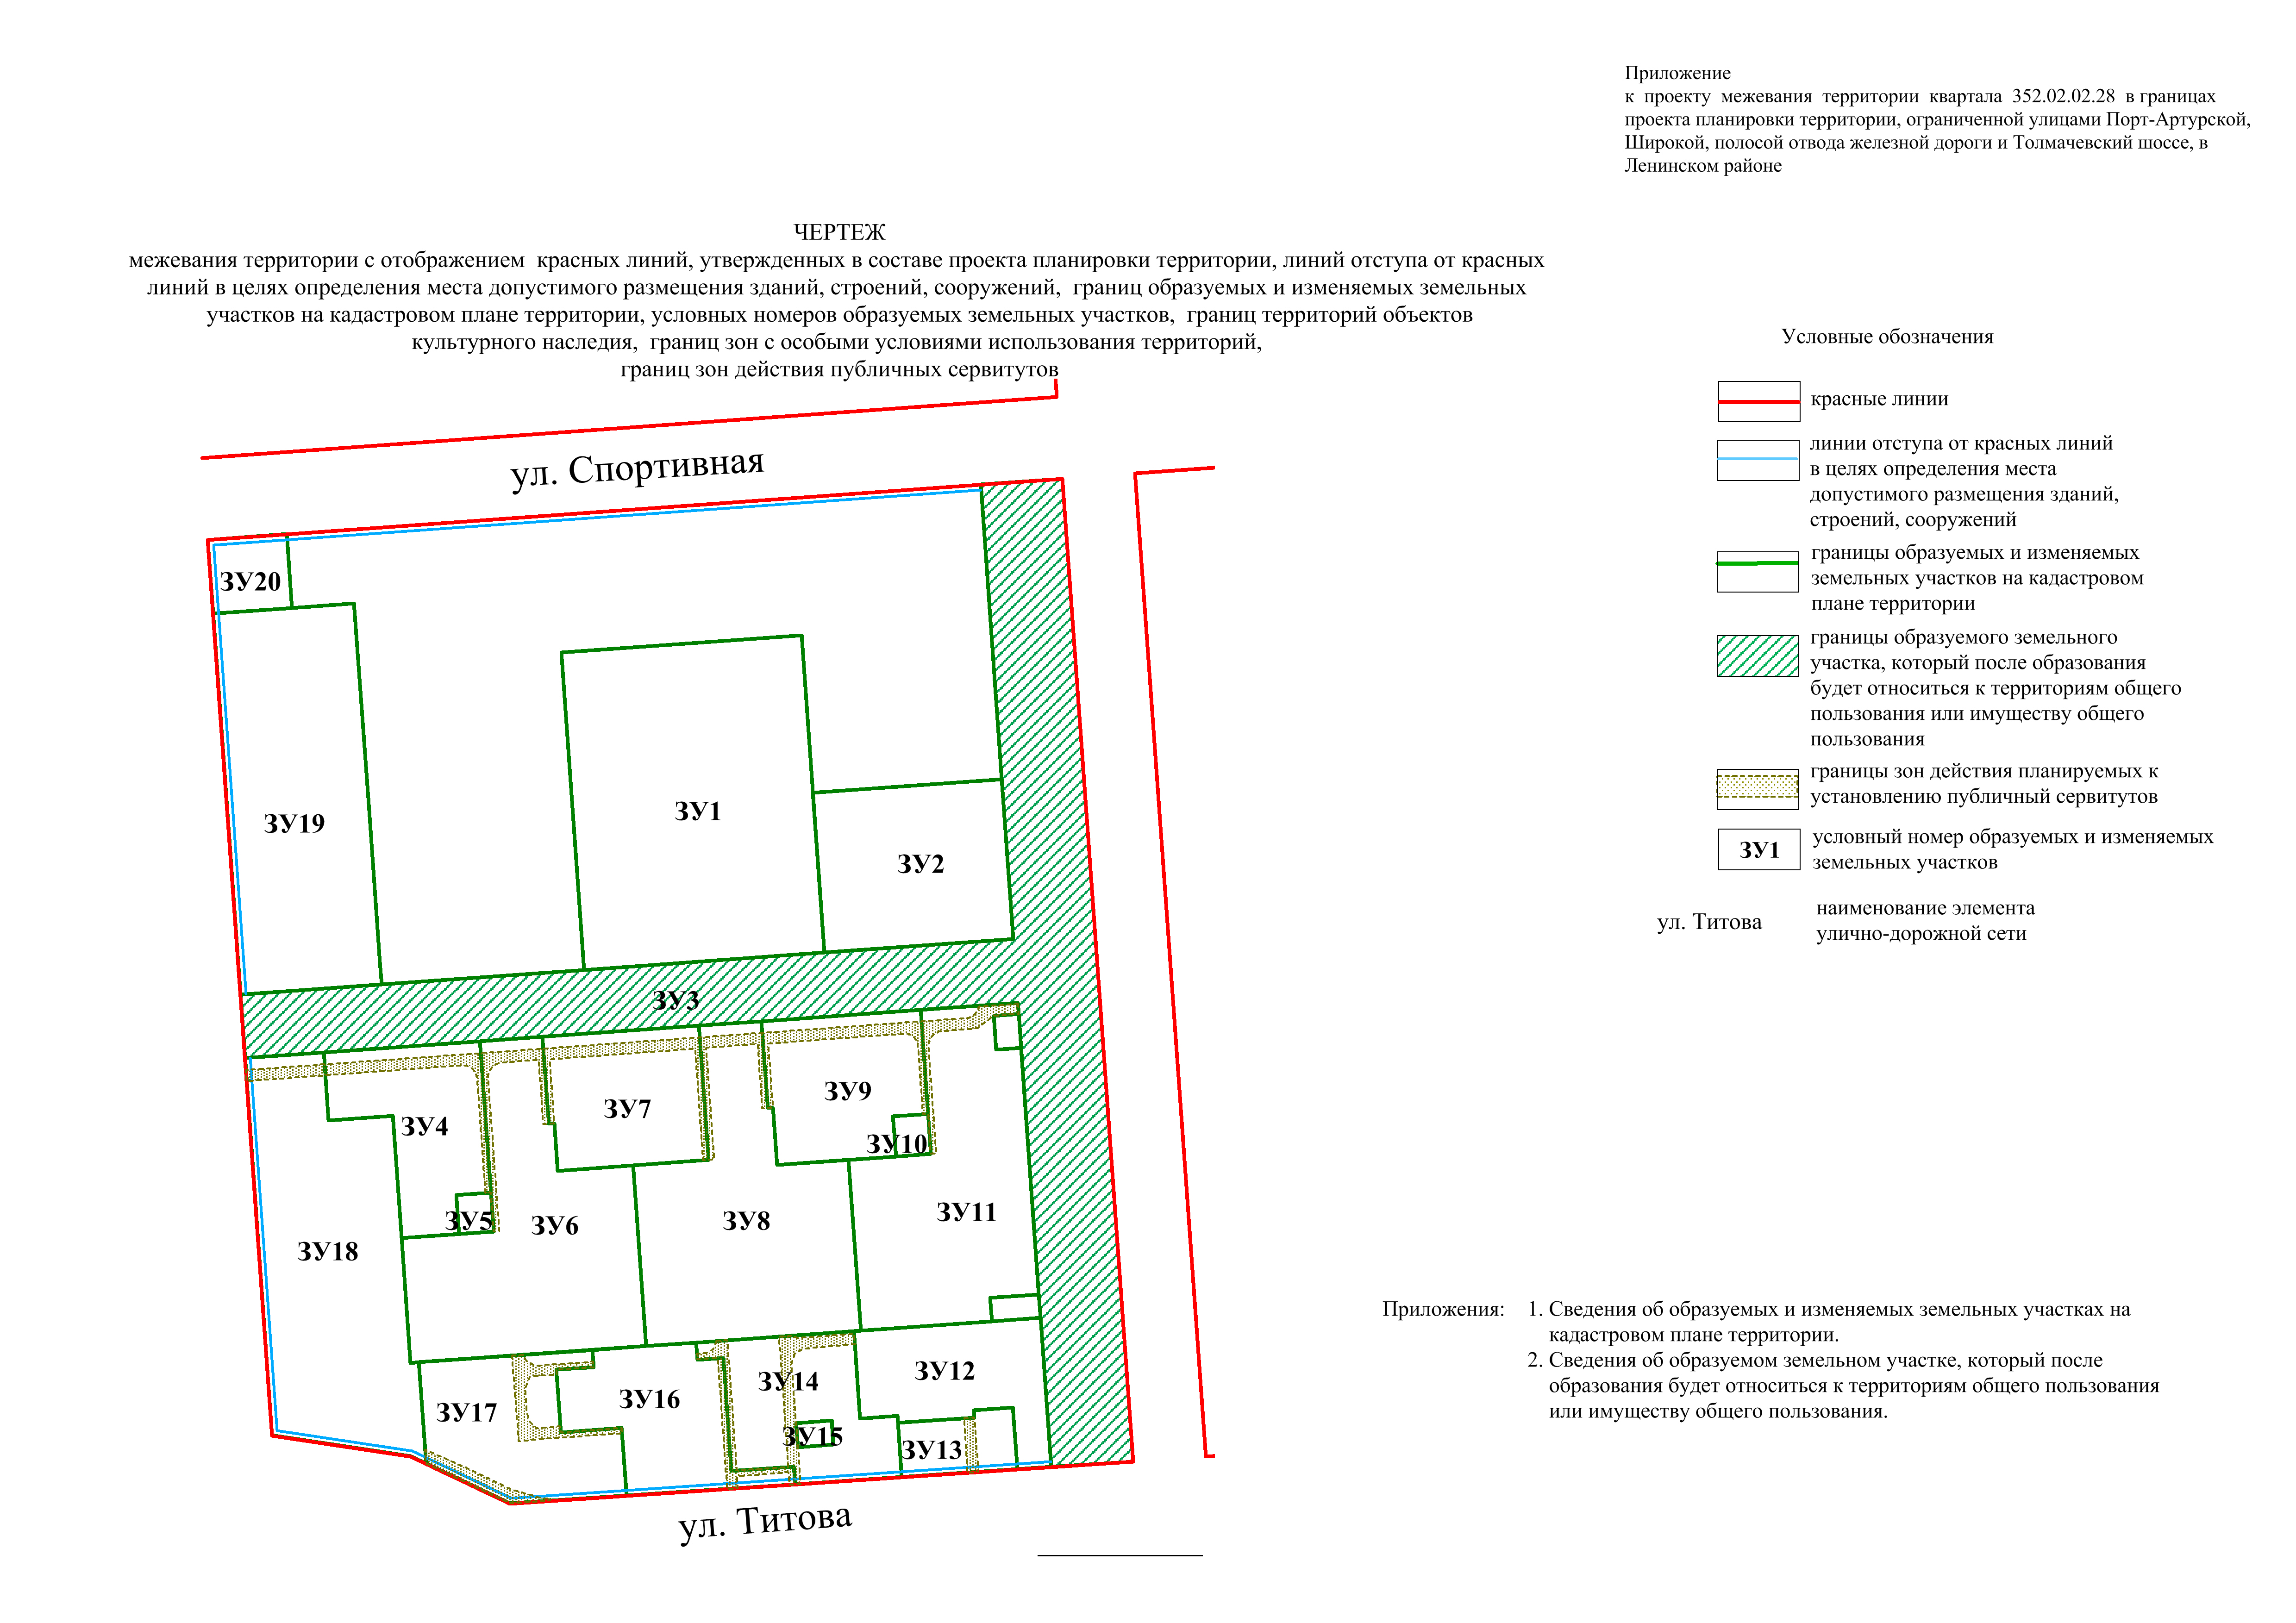 Приложение
к проекту межевания территории квартала 352.02.02.28 в границах
проекта планировки территории, ограниченной улицами Порт-Артурской,
Широкой, полосой отвода железной дороги и Толмачевский шоссе, в
Ленинском районе
ЧЕРТЕЖ
межевания территории с отображением красных линий, утвержденных в составе проекта планировки территории, линий отступа от красных
линий в целях определения места допустимого размещения зданий, строений, сооружений, границ образуемых и изменяемых земельных
участков на кадастровом плане территории, условных номеров образуемых земельных участков, границ территорий объектов
культурного наследия, границ зон с особыми условиями использования территорий,
границ зон действия публичных сервитутов
Условные обозначения
красные линии
линии отступа от красных линий
в целях определения места
допустимого размещения зданий,
строений, сооружений
границы образуемых и изменяемых
земельных участков на кадастровом
плане территории
границы образуемого земельного
участка, который после образования
будет относиться к территориям общего
пользования или имуществу общего
пользования
границы зон действия планируемых к
установлению публичный сервитутов
ЗУ1
условный номер образуемых и изменяемых
земельных участков
ул. Титова
наименование элемента
улично-дорожной сети
ул. Спортивная
ЗУ20
ЗУ19
ЗУ1
ЗУ2
ЗУ3
ЗУ4
ЗУ7
ЗУ9
ЗУ10
ЗУ5
ЗУ6
ЗУ8
ЗУ11
ЗУ18
ЗУ17
ЗУ16
ЗУ14
ЗУ12
ЗУ15
ЗУ13
ул. Титова
Приложения: 1. Сведения об образуемых и изменяемых земельных участках на
кадастровом плане территории.
2. Сведения об образуемом земельном участке, который после
образования будет относиться к территориям общего пользования
или имуществу общего пользования.